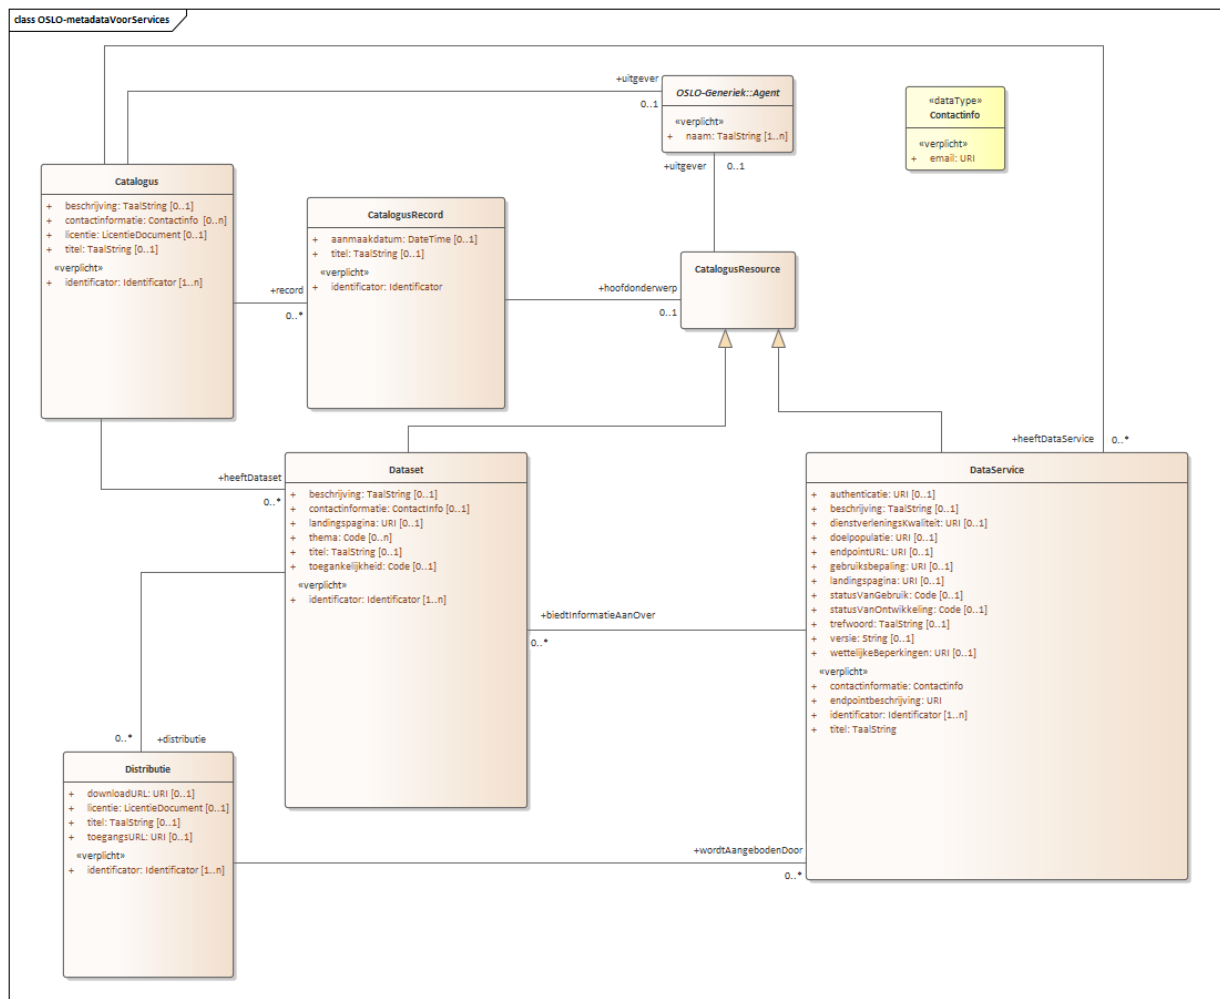 class OSLO-metadataVoorServices
+uitgever
0..1
OSLO-Generiek::Agent
«verplicht»
+ naam: TaalString [1..n]
«dataType»
Contactinfo
«verplicht»
+ email: URI
+uitgever
0..1
Catalogus
+ beschrijving: TaalString [0..1]
+ contactinformatie: Contactinfo [0..n]
+ licentie: LicentieDocument [0..1]
+ titel: TaalString [0..1]
«verplicht»
+ identificator: Identificator [1..n]
+record
0..*
CatalogusRecord
+ aanmaakdatum: DateTime [0..1]
+ titel: TaalString [0..1]
«verplicht»
+ identificator: Identificator
+hoofdonderwerp
0..1
CatalogusResource
+heeftDataService
0..*
+heeftDataset
0..*
Dataset
+ beschrijving: TaalString [0..1]
+ contactinformatie: ContactInfo [0..1]
+ landingspagina: URI [0..1]
+ thema: Code [0..n]
+ titel: TaalString [0..1]
+ toegankelijkheid: Code [0..1]
«verplicht»
+ identificator: Identificator [1..n]
+biedtInformatieAanOver
0..*
DataService
+ authenticatie: URI [0..1]
+ beschrijving: TaalString [0..1]
+ dienstverleningsKwaliteit: URI [0..1]
+ doelpopulatie: URI [0..1]
+ endpointURL: URI [0..1]
+ gebruiksbepaling: URI [0..1]
+ landingspagina: URI [0..1]
+ statusVanGebruik: Code [0..1]
+ statusVanOntwikkeling: Code [0..1]
+ trefwoord: TaalString [0..1]
+ versie: String [0..1]
+ wettelijkeBeperkingen: URI [0..1]
«verplicht»
+ contactinformatie: Contactinfo
+ endpointbeschrijving: URI
+ identificator: Identificator [1..n]
+ titel: TaalString
0..*
+distributie
Distributie
+ downloadURL: URI [0..1]
+ licentie: LicentieDocument [0..1]
+ titel: TaalString [0..1]
+ toegangsURL: URI [0..1]
«verplicht»
+ identificator: Identificator [1..n]
+wordtAangebodenDoor
0..*